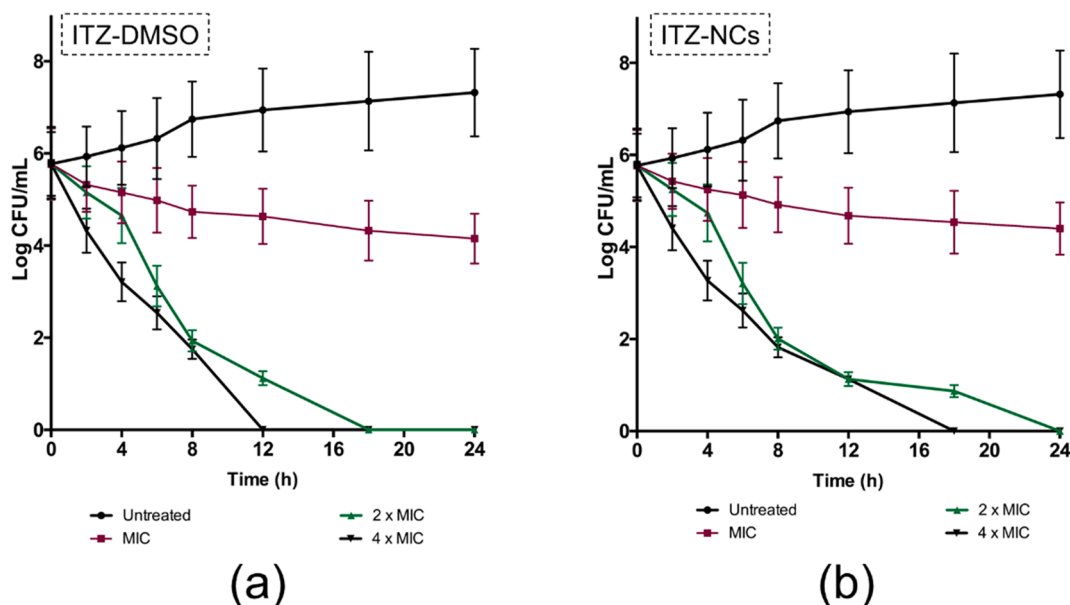 ITZ-DMSO
Log CFU/mL
8
6
4
2
0
0 4 8 12 16 20 24
Time (h)
Untreated
MIC
2 x MIC
4 x MIC
(a)
ITZ-NCs
Log CFU/mL
8
6
4
2
0
0 4 8 12 16 20 24
Time (h)
Untreated
MIC
2 x MIC
4 x MIC
(b)